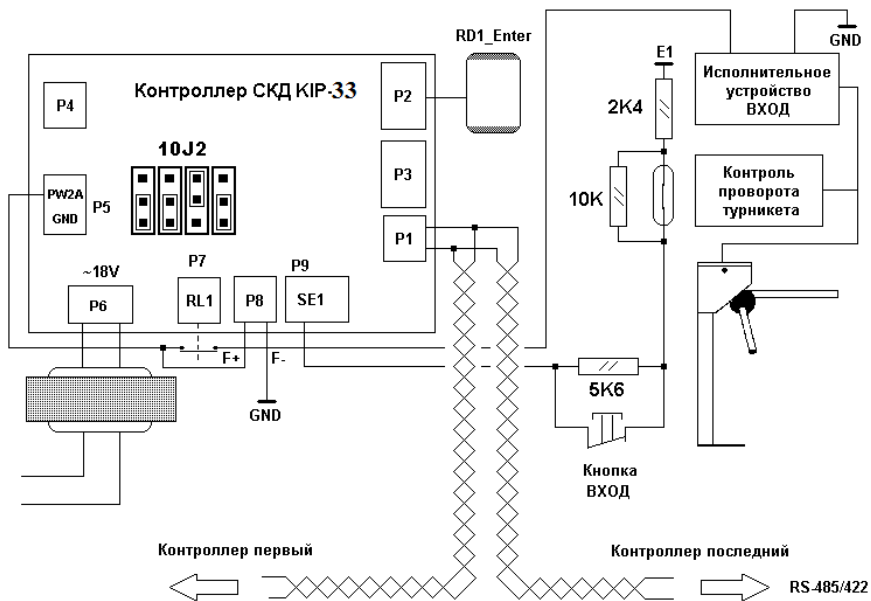 RD1_Enter
GND
E1
Исполнительное
устройство
ВХОД
Контроллер СКД KIP-33
P4
P2
2K4
10J2
P3
10K
Контроль
проворота
турникета
PW2A
GND
P5
P1
~18V
P7
P9
P6
RL1
P8
SE1
F+
F-
GND
5K6
Кнопка
ВХОД
Контроллер первый
Контроллер последний
RS-485/422